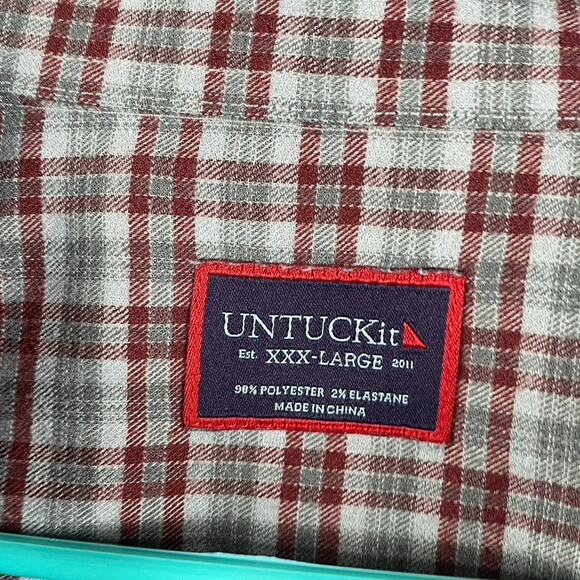 UNTUCKit
Est. XXX-LARGE 2011
98% POLYESTER 2% ELASTANE
MADE IN CHINA